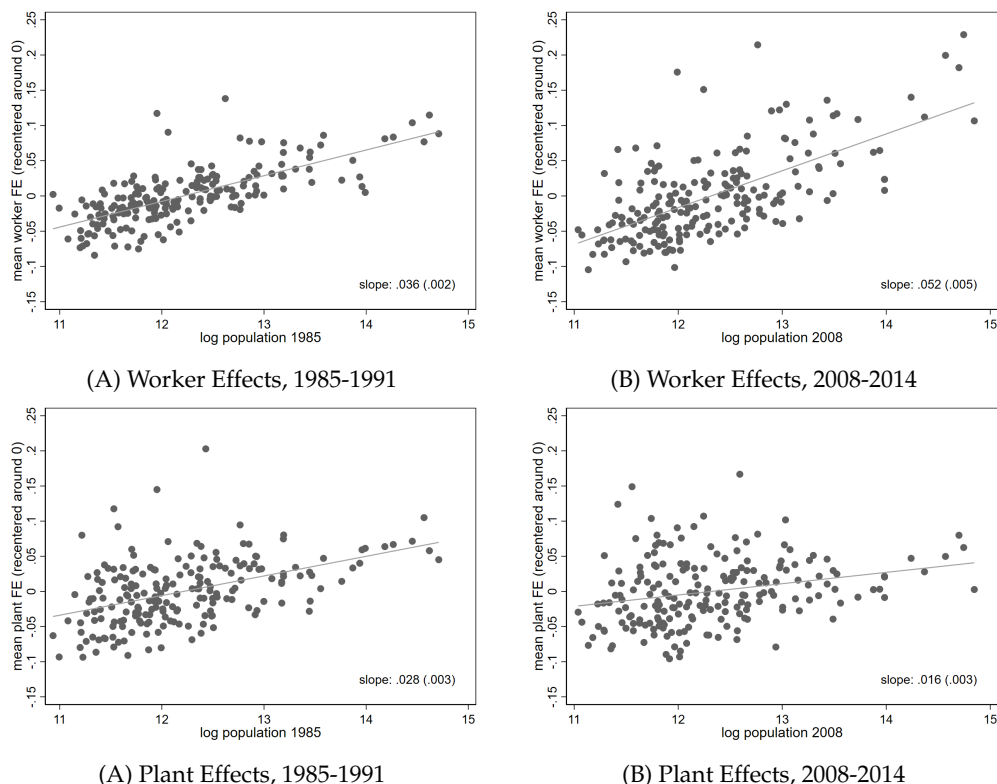 mean worker FE (recentered around 0)
-.15 -.1 -.05 0 .05 .1 .15 .2 .25
slope: .036 (.002)
11 12 13 14 15
log population 1985
(A) Worker Effects, 1985-1991
mean worker FE (recentered around 0)
-.15 -.1 -.05 0 .05 .1 .15 .2 .25
slope: .052 (.005)
11 12 13 14 15
log population 2008
(B) Worker Effects, 2008-2014
mean plant FE (recentered around 0)
-.15 -.1 -.05 0 .05 .1 .15 .2 .25
slope: .028 (.003)
11 12 13 14 15
log population 1985
(A) Plant Effects, 1985-1991
mean plant FE (recentered around 0)
-.15 -.1 -.05 0 .05 .1 .15 .2 .25
slope: .016 (.003)
11 12 13 14 15
log population 2008
(B) Plant Effects, 2008-2014